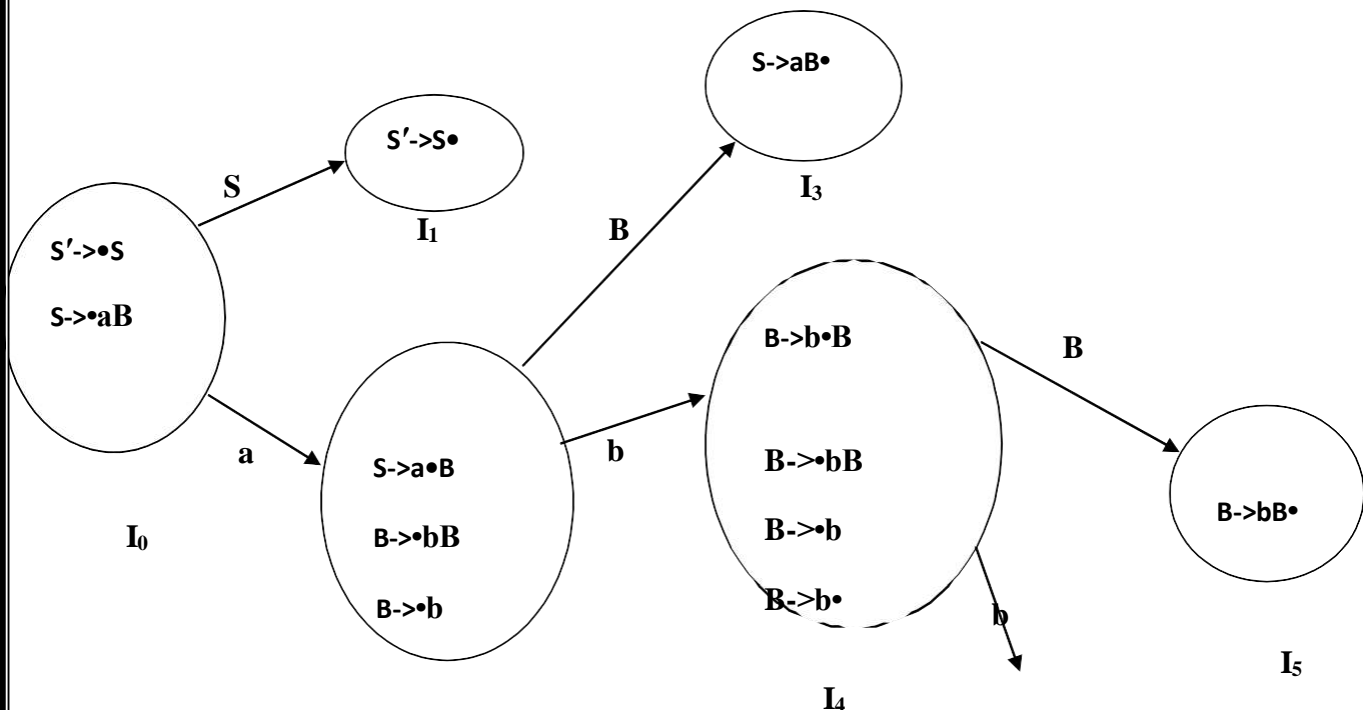 S->aB•
S'->S•
S
I3
I1
B
S'->•S
S->•aB
B->b•B
B
a
b
S->a•B
B->•bB
I0
B->•bB
B->•b
B->bB•
B->•b
B->b•
b
I5
I4